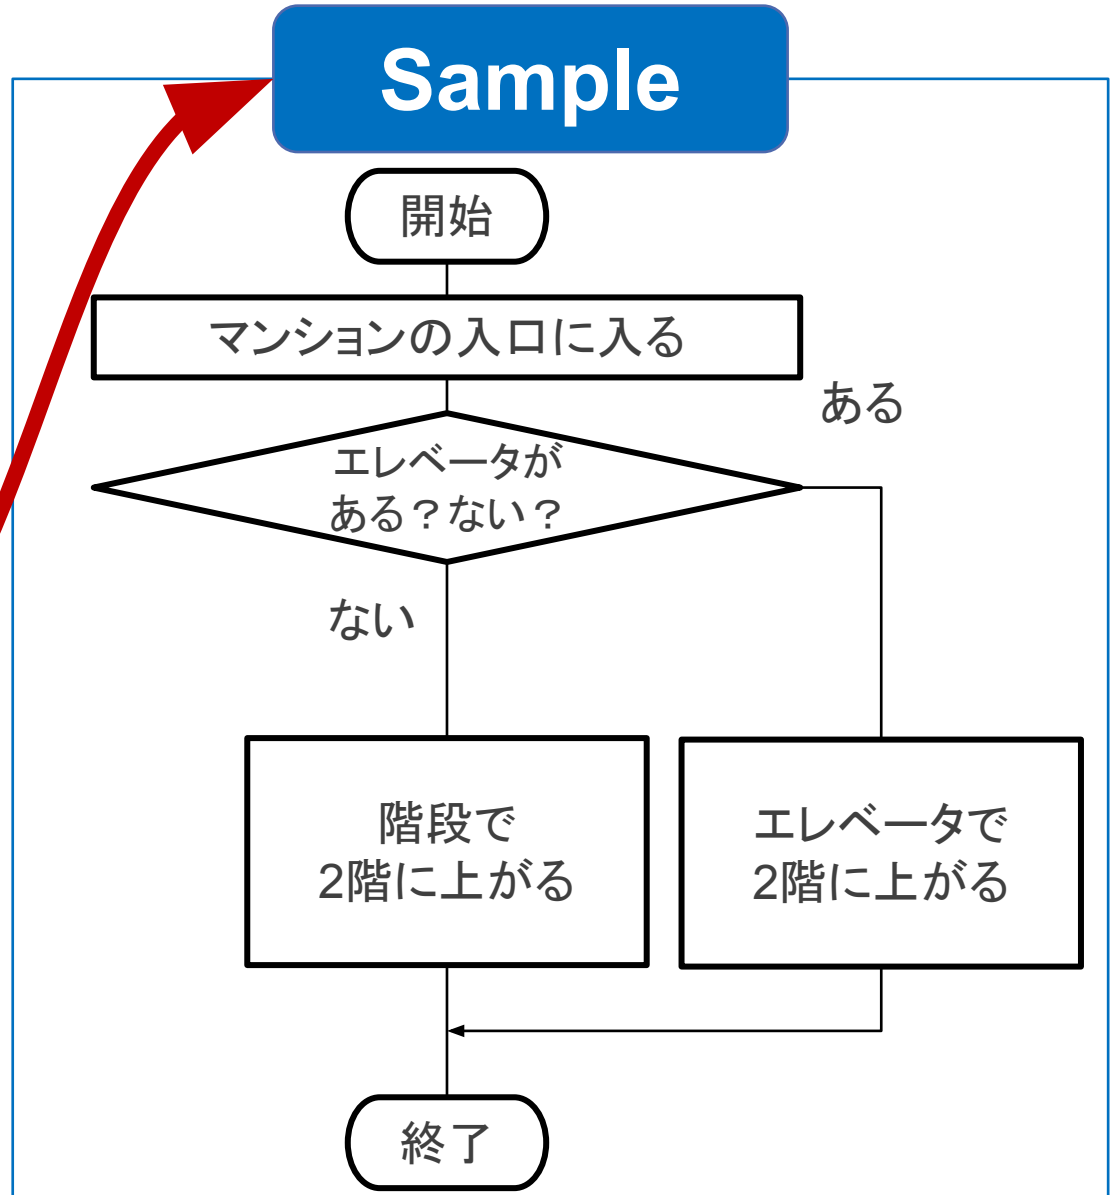 Sample
開始
マンションの入口に入る
ある
エレベータが
ある？ない？
ない
階段で
2階に上がる
エレベータで
2階に上がる
終了